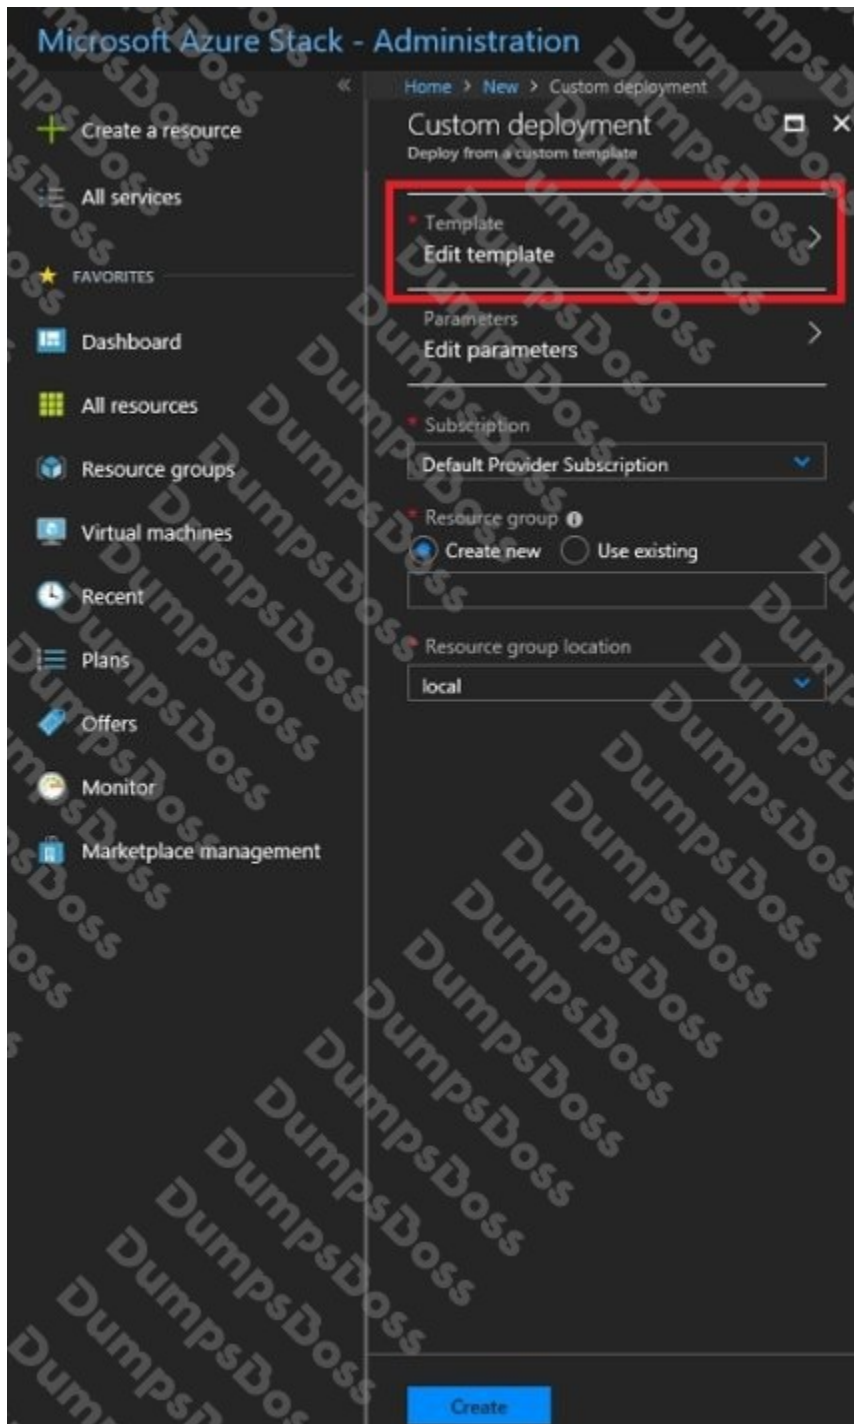 Microsoft Azure Stack - Administration
Home > New > Custom deployment
Create a resource
All services
FAVORITES
Dashboard
All resources
Resource groups
Virtual machines
Recent
Plans
Offers
Monitor
Marketplace management
Custom deployment
Deploy from a custom template
* Template
Edit template
Parameters
Edit parameters
* Subscription
Default Provider Subscription
* Resource group
Create new Use existing
* Resource group location
local
Create
DumpsBoss